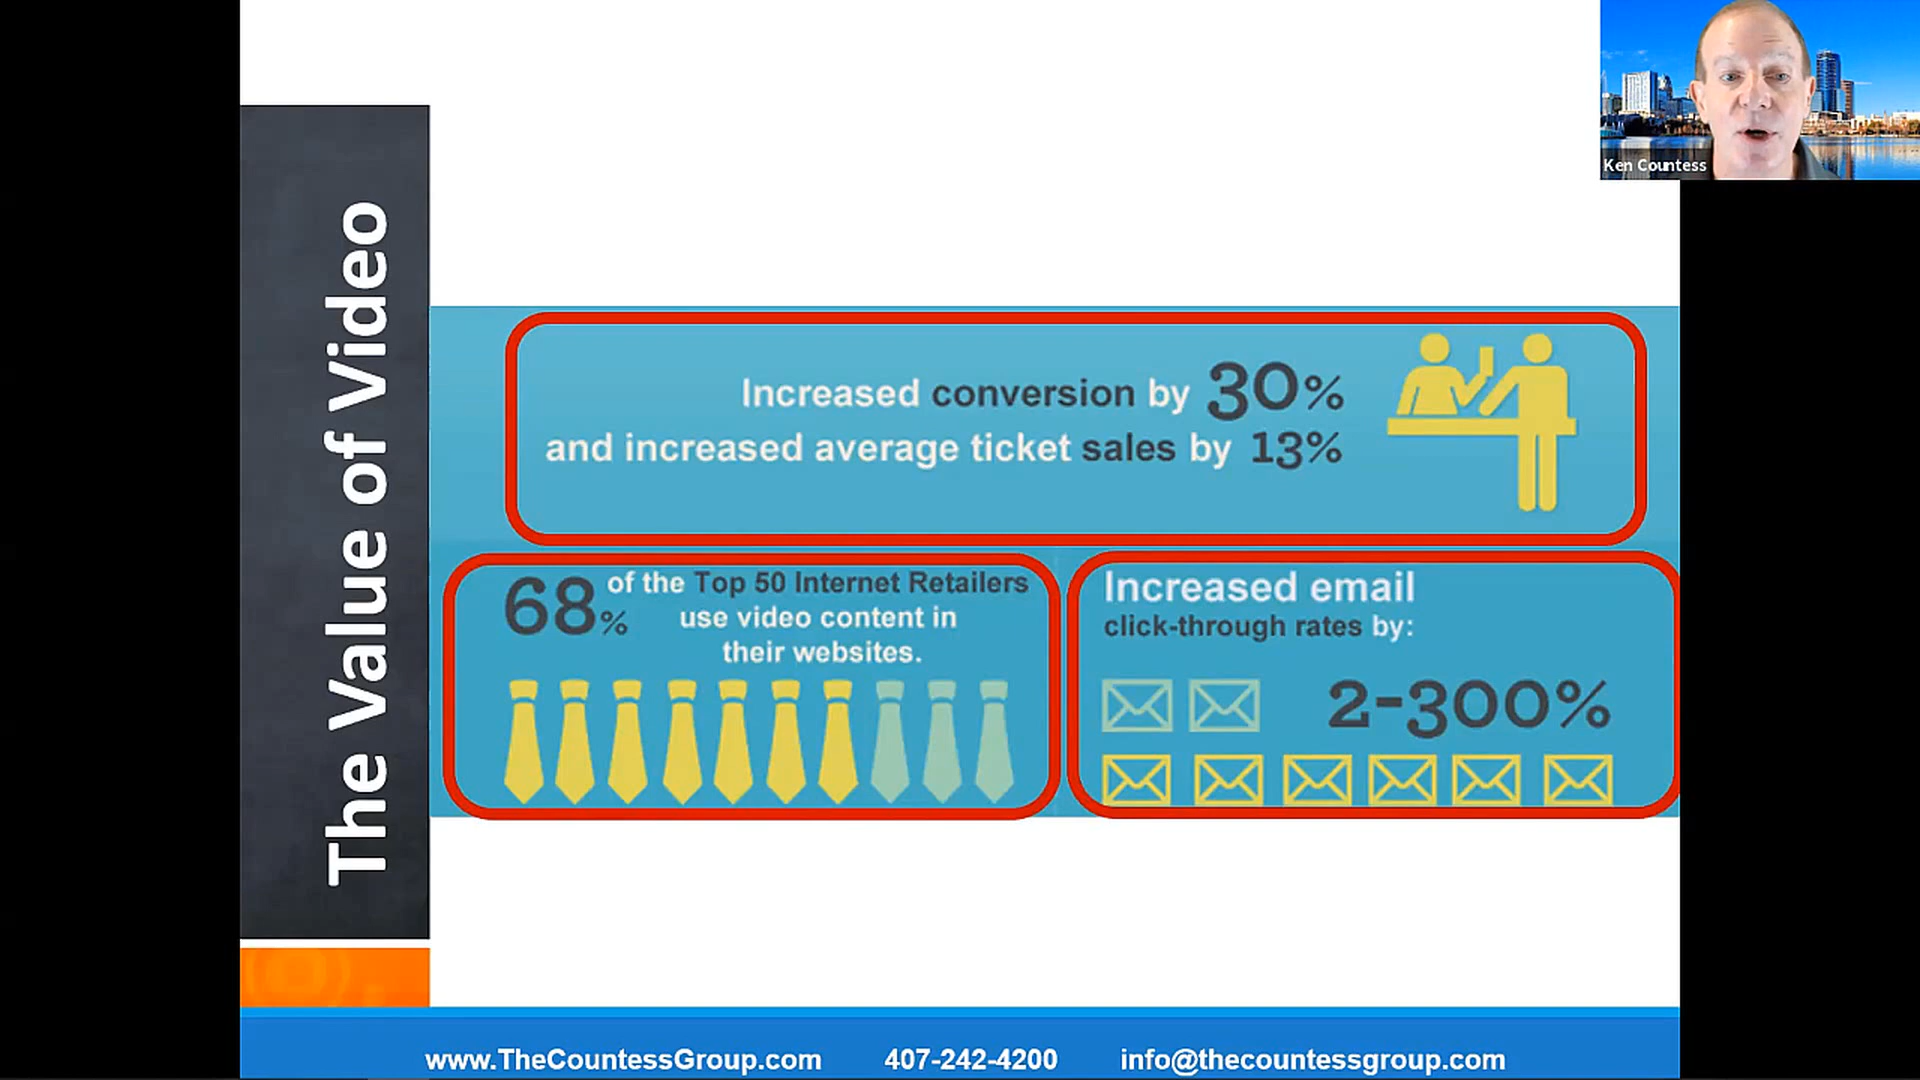 The Value of Video
Ken Countess
Increased conversion by 30%
and increased average ticket sales by 13%
68% of the Top 50 Internet Retailers
use video content in
their websites.
Increased email
click-through rates by:
2-300%
www.TheCountessGroup.com 407-242-4200 info@thecountessgroup.com